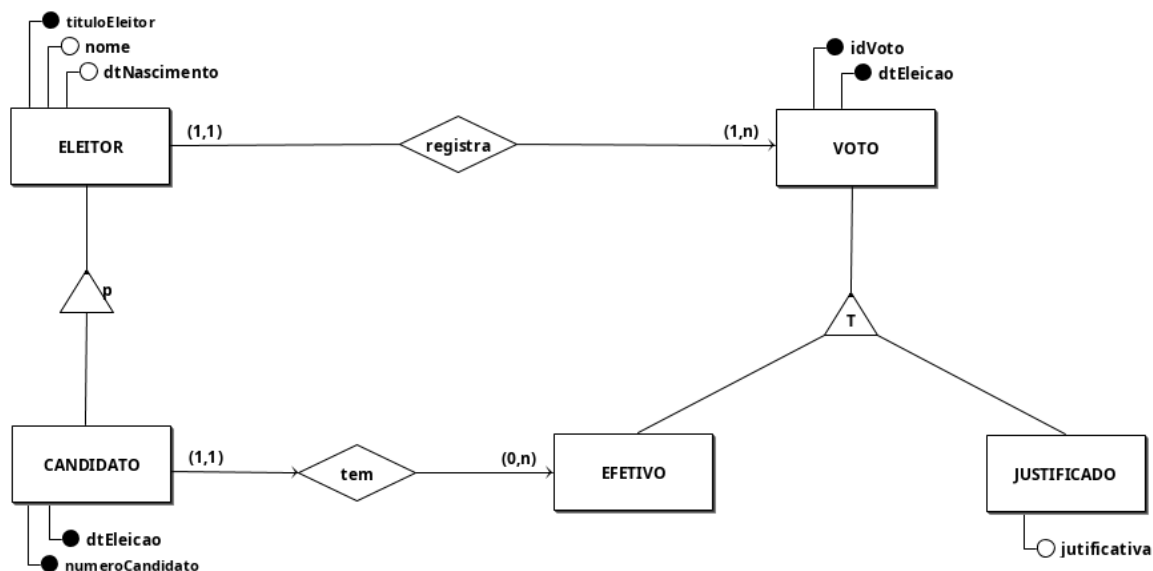 tituloEleitor
nome
dtNascimento
idVoto
dtEleicao
ELEITOR
(1,1)
registra
(1,n)
VOTO
p
T
CANDIDATO
(1,1)
tem
(0,n)
EFETIVO
JUSTIFICADO
dtEleicao
numeroCandidato
jutificativa